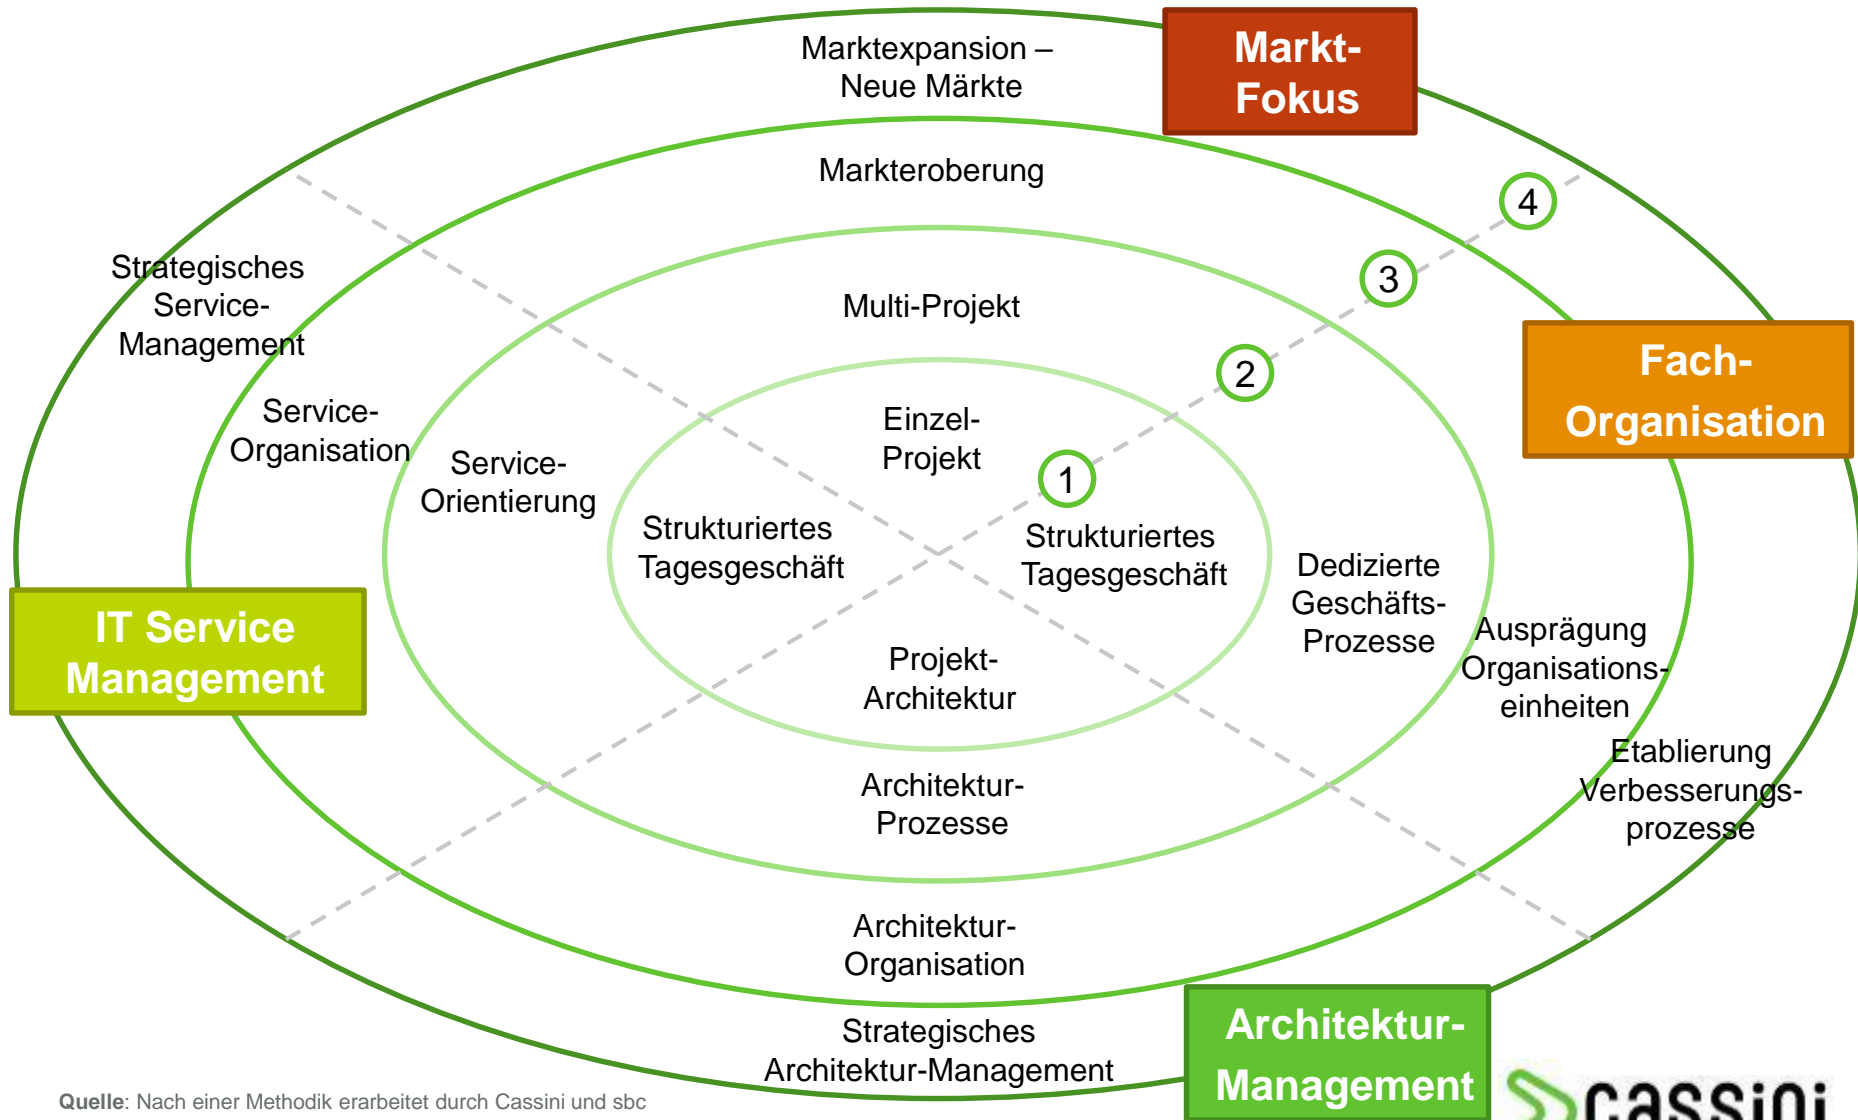 Marktexpansion –
Neue Märkte
Markt-
Fokus
Markteroberung
4
Strategisches
Service-
Management
3
Multi-Projekt
2
Fach-
Organisation
Service-
Organisation
Einzel-
Projekt
Service-
Orientierung
1
Strukturiertes
Tagesgeschäft
Strukturiertes
Tagesgeschäft
Dedizierte
Geschäfts-
Prozesse
IT Service
Management
Ausprägung
Organisations-
einheiten
Projekt-
Architektur
Etablierung
Verbesserungs-
prozesse
Architektur-
Prozesse
Architektur-
Organisation
Strategisches
Architektur-Management
Architektur-
Management
Quelle: Nach einer Methodik erarbeitet durch Cassini und sbc
cassini